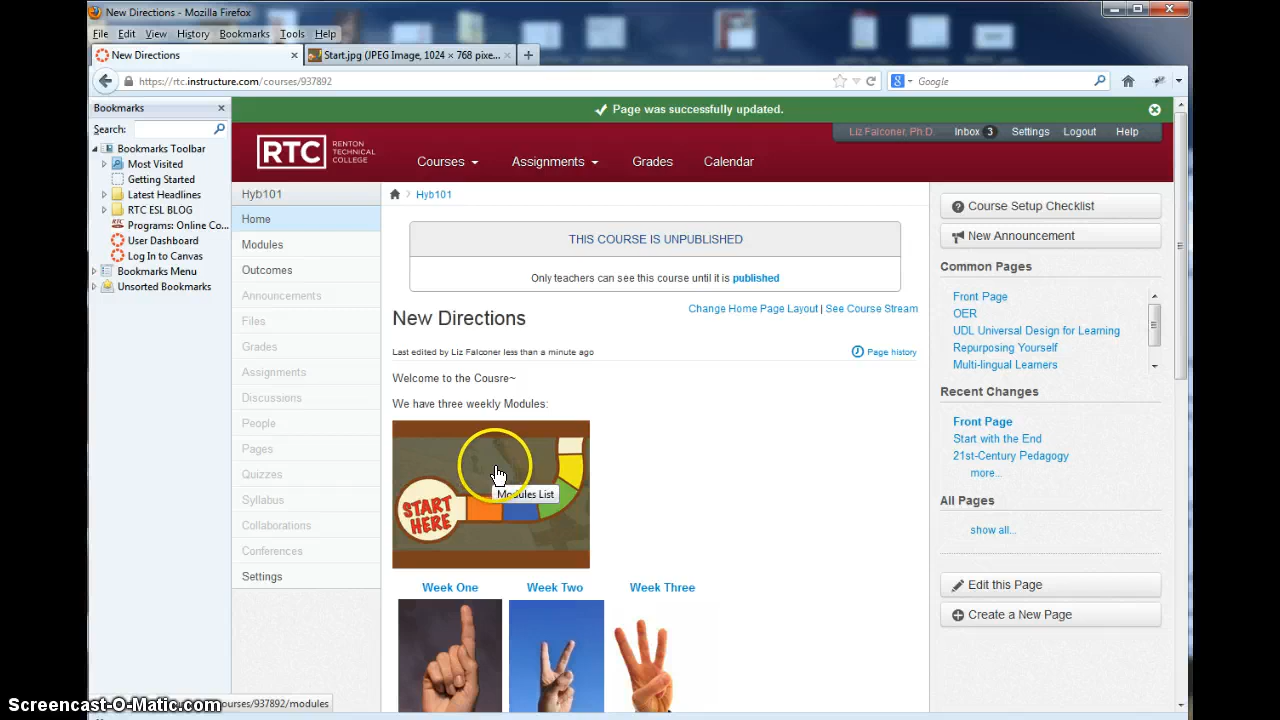 New Directions - Mozilla Firefox
File Edit View History Bookmarks Tools Help
New Directions
Start.jpg (JPEG Image, 1024 × 768 pixe...
https://rtc.instructure.com/courses/937892
Google
Bookmarks
Search:
Bookmarks Toolbar
Most Visited
Getting Started
Latest Headlines
RTC ESL BLOG
Programs: Online Co...
User Dashboard
Log In to Canvas
Bookmarks Menu
Unsorted Bookmarks
Page was successfully updated.
Liz Falconer, Ph.D. Inbox 3 Settings Logout Help
RTC RENTON TECHNICAL COLLEGE
Courses Assignments Grades Calendar
Hyb101
Home
Modules
Outcomes
Announcements
Files
Grades
Assignments
Discussions
People
Pages
Quizzes
Syllabus
Collaborations
Conferences
Settings
Hyb101
THIS COURSE IS UNPUBLISHED
Only teachers can see this course until it is published
Change Home Page Layout | See Course Stream
New Directions
Last edited by Liz Falconer less than a minute ago
Page history
Welcome to the Cousre~
We have three weekly Modules:
START HERE
Modules List
Week One Week Two Week Three
Course Setup Checklist
New Announcement
Common Pages
Front Page
OER
UDL Universal Design for Learning
Repurposing Yourself
Multi-lingual Learners
Recent Changes
Front Page
Start with the End
21st-Century Pedagogy
more...
All Pages
show all...
Edit this Page
Create a New Page
Screencast-O-Matic.com
ourses/937892/modules